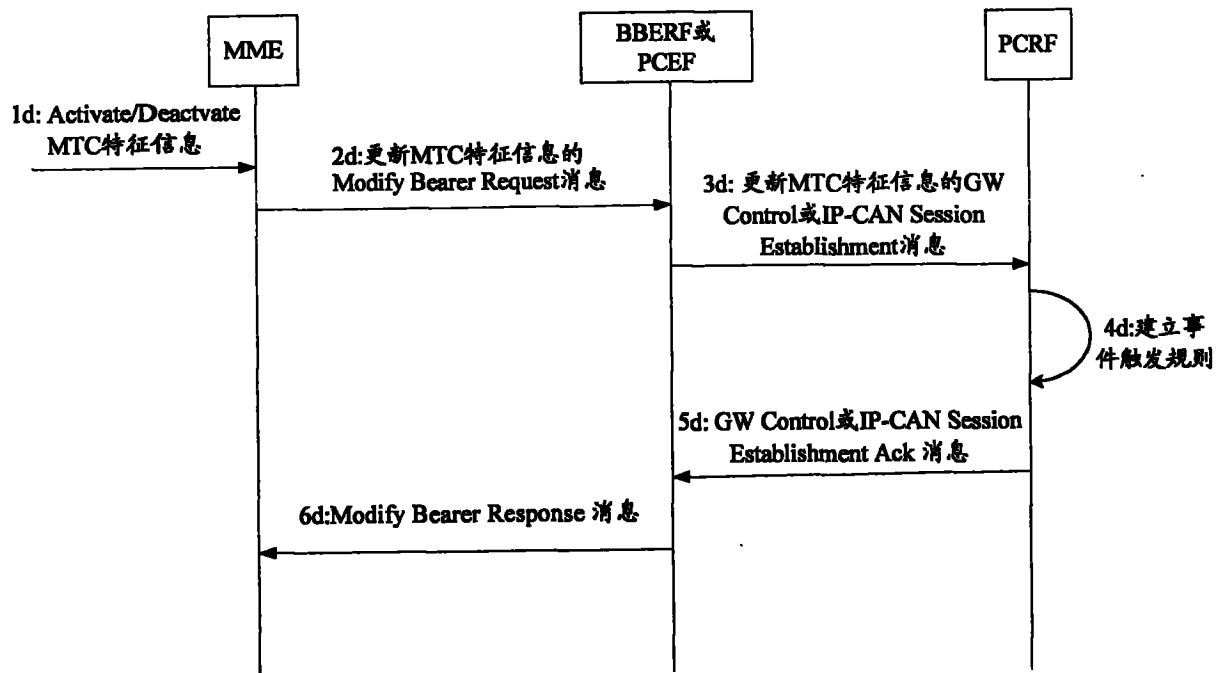 MME
BBERF或
PCEF
PCRF
1d: Activate/Deactvate
MTC特征信息
2d:更新MTC特征信息的
Modify Bearer Request消息
3d: 更新MTC特征信息的GW
Control或IP-CAN Session
Establishment消息
4d:建立事
件触发规则
5d: GW Control或IP-CAN Session
Establishment Ack 消息
6d:Modify Bearer Response 消息